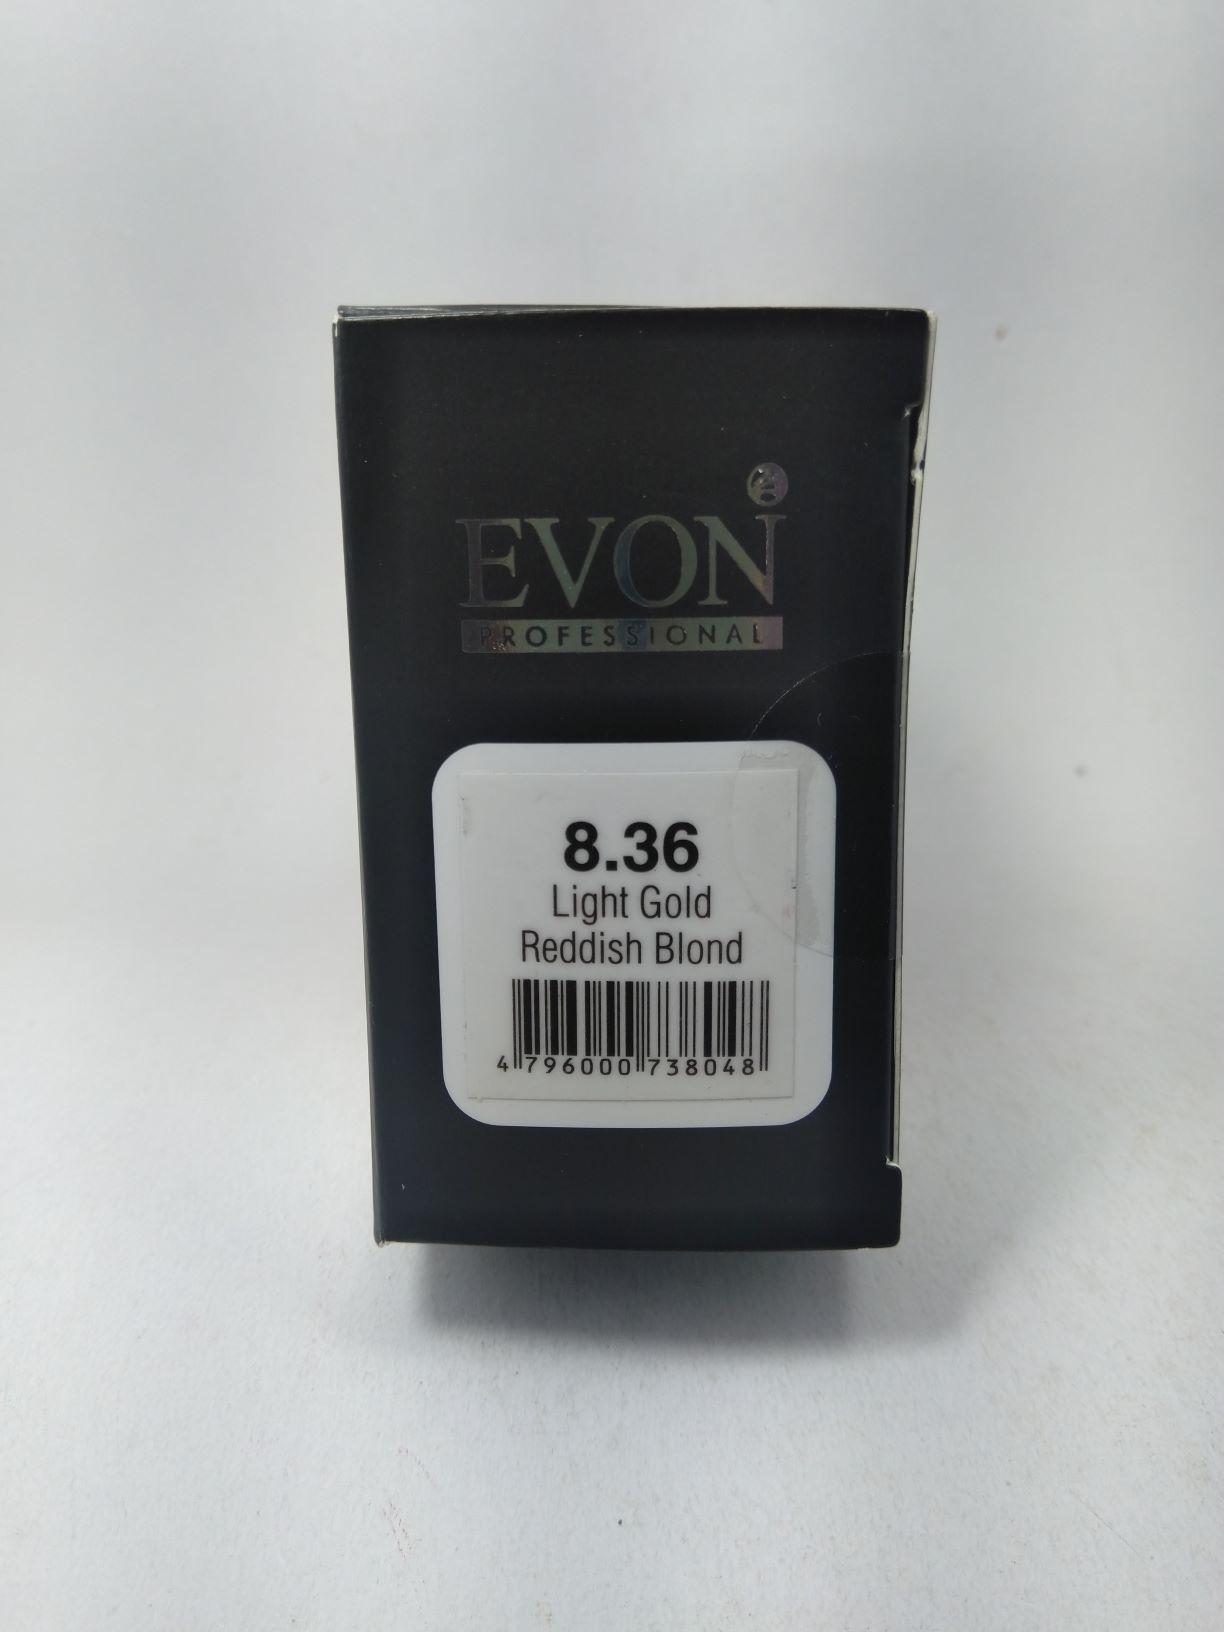 EVON
PROFESSIONAL
8.36
Light Gold
Reddish Blond
4 796000 738048